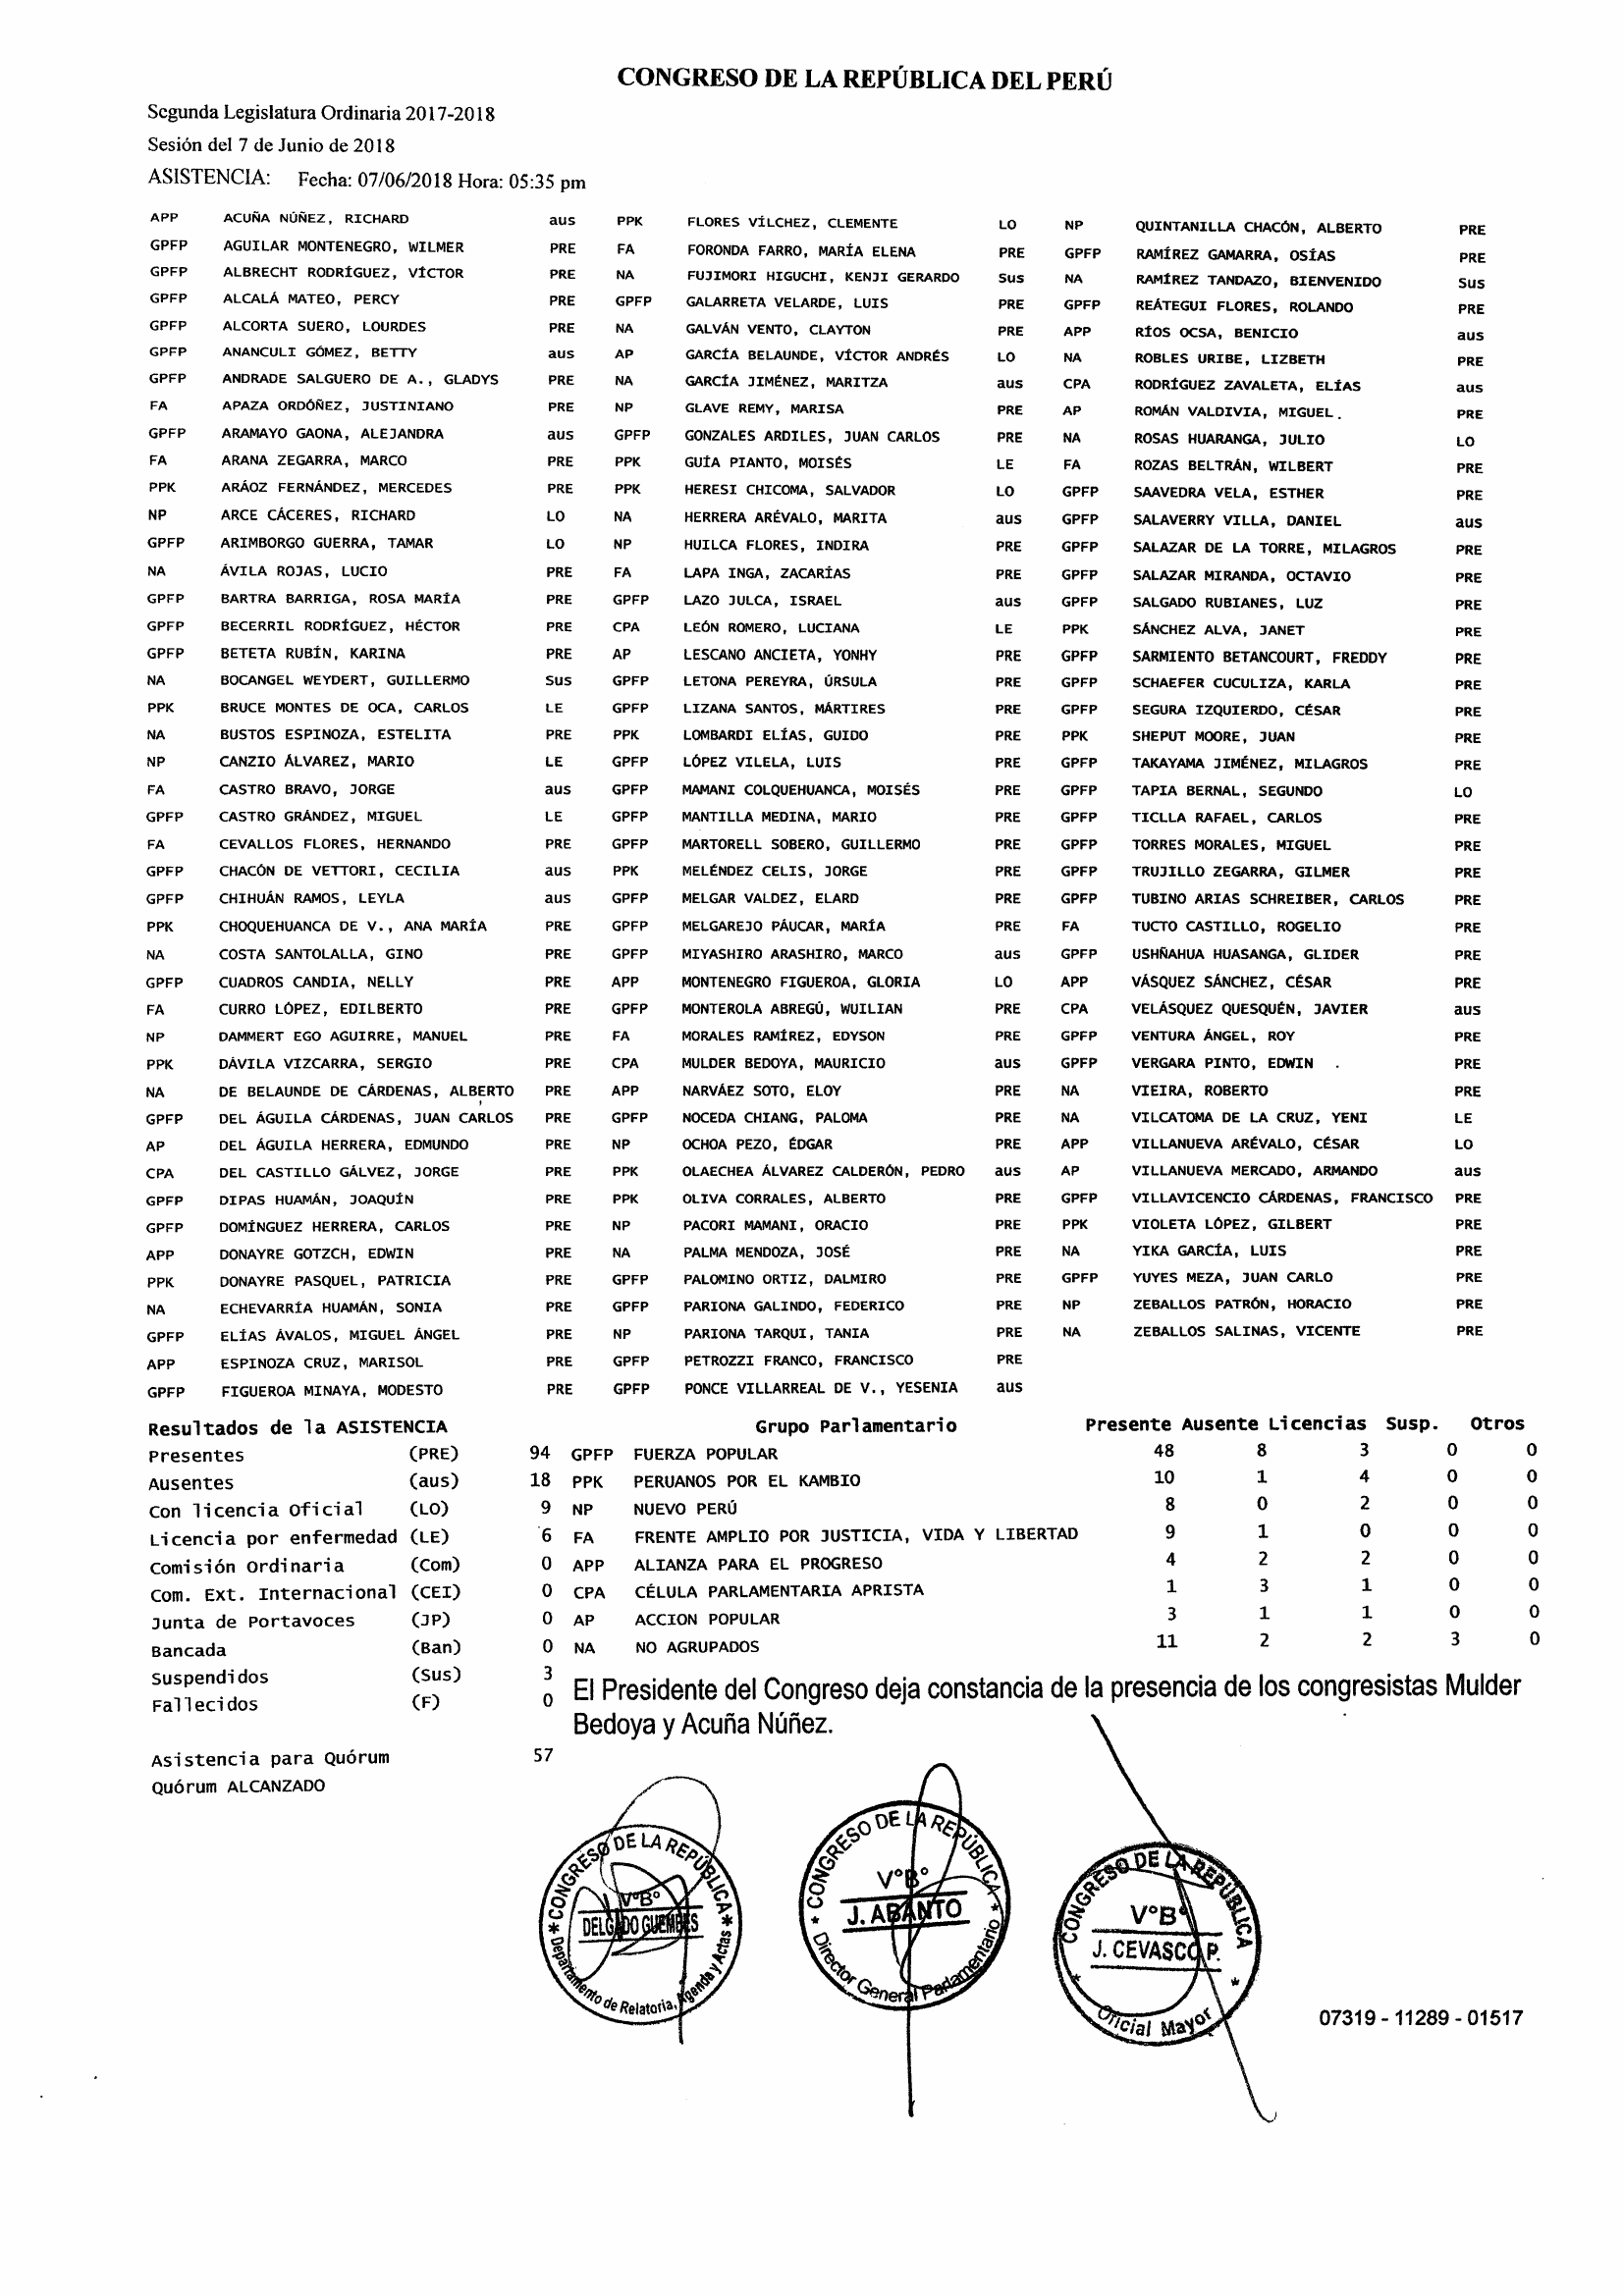 CONGRESO DE LA REPÚBLICA DEL PERÚ
Segunda Legislatura Ordinaria 2017-2018
Sesión del 7 de Junio de 2018
ASISTENCIA: Fecha: 07/06/2018 Hora: 05:35 pm
APP ACUÑA NÚÑEZ, RICHARD aus PPK FLORES VÍLCHEZ, CLEMENTE LO NP QUINTANILLA CHACÓN, ALBERTO PRE
GPFP AGUILAR MONTENEGRO, WILMER PRE FA FORONDA FARRO, MARÍA ELENA PRE GPFP RAMÍREZ GAMARRA, OSÍAS PRE
GPFP ALBRECHT RODRÍGUEZ, VÍCTOR PRE NA FUJIMORI HIGUCHI, KENJI GERARDO Sus NA RAMÍREZ TANDAZO, BIENVENIDO Sus
GPFP ALCALÁ MATEO, PERCY PRE GPFP GALARRETA VELARDE, LUIS PRE GPFP REÁTEGUI FLORES, ROLANDO PRE
GPFP ALCORTA SUERO, LOURDES PRE NA GALVÁN VENTO, CLAYTON PRE APP RÍOS OCSA, BENICIO aus
GPFP ANANCULI GÓMEZ, BETTY aus AP GARCÍA BELAUNDE, VÍCTOR ANDRÉS LO NA ROBLES URIBE, LIZBETH PRE
GPFP ANDRADE SALGUERO DE A., GLADYS PRE NA GARCÍA JIMÉNEZ, MARITZA aus CPA RODRÍGUEZ ZAVALETA, ELÍAS aus
FA APAZA ORDÓÑEZ, JUSTINIANO PRE NP GLAVE REMY, MARISA PRE AP ROMÁN VALDIVIA, MIGUEL. PRE
GPFP ARAMAYO GAONA, ALEJANDRA aus GPFP GONZALES ARDILES, JUAN CARLOS PRE NA ROSAS HUARANGA, JULIO LO
FA ARANA ZEGARRA, MARCO PRE PPK GUÍA PIANTO, MOISÉS LE FA ROZAS BELTRÁN, WILBERT PRE
PPK ARÁOZ FERNÁNDEZ, MERCEDES PRE PPK HERESI CHICOMA, SALVADOR LO GPFP SAAVEDRA VELA, ESTHER PRE
NP ARCE CÁCERES, RICHARD LO NA HERRERA ARÉVALO, MARITA aus GPFP SALAVERRY VILLA, DANIEL aus
GPFP ARIMBORGO GUERRA, TAMAR LO NP HUILCA FLORES, INDIRA PRE GPFP SALAZAR DE LA TORRE, MILAGROS PRE
NA ÁVILA ROJAS, LUCIO PRE FA LAPA INGA, ZACARÍAS PRE GPFP SALAZAR MIRANDA, OCTAVIO PRE
GPFP BARTRA BARRIGA, ROSA MARÍA PRE GPFP LAZO JULCA, ISRAEL aus GPFP SALGADO RUBIANES, LUZ PRE
GPFP BECERRIL RODRÍGUEZ, HÉCTOR PRE CPA LEÓN ROMERO, LUCIANA LE PPK SÁNCHEZ ALVA, JANET PRE
GPFP BETETA RUBÍN, KARINA PRE AP LESCANO ANCIETA, YONHY PRE GPFP SARMIENTO BETANCOURT, FREDDY PRE
NA BOCANGEL WEYDERT, GUILLERMO Sus GPFP LETONA PEREYRA, ÚRSULA PRE GPFP SCHAEFER CUCULIZA, KARLA PRE
PPK BRUCE MONTES DE OCA, CARLOS LE GPFP LIZANA SANTOS, MÁRTIRES PRE GPFP SEGURA IZQUIERDO, CÉSAR PRE
NA BUSTOS ESPINOZA, ESTELITA PRE PPK LOMBARDI ELÍAS, GUIDO PRE PPK SHEPUT MOORE, JUAN PRE
NP CANZIO ÁLVAREZ, MARIO LE GPFP LÓPEZ VILELA, LUIS PRE GPFP TAKAYAMA JIMÉNEZ, MILAGROS PRE
FA CASTRO BRAVO, JORGE aus GPFP MAMANI COLQUEHUANCA, MOISÉS PRE GPFP TAPIA BERNAL, SEGUNDO LO
GPFP CASTRO GRÁNDEZ, MIGUEL LE GPFP MANTILLA MEDINA, MARIO PRE GPFP TICLLA RAFAEL, CARLOS PRE
FA CEVALLOS FLORES, HERNANDO PRE GPFP MARTORELL SOBERO, GUILLERMO PRE GPFP TORRES MORALES, MIGUEL PRE
GPFP CHACÓN DE VETTORI, CECILIA aus PPK MELÉNDEZ CELIS, JORGE PRE GPFP TRUJILLO ZEGARRA, GILMER PRE
GPFP CHIHUÁN RAMOS, LEYLA aus GPFP MELGAR VALDEZ, ELARD PRE GPFP TUBINO ARIAS SCHREIBER, CARLOS PRE
PPK CHOQUEHUANCA DE V., ANA MARÍA PRE GPFP MELGAREJO PÁUCAR, MARÍA PRE FA TUCTO CASTILLO, ROGELIO PRE
NA COSTA SANTOLALLA, GINO PRE GPFP MIYASHIRO ARASHIRO, MARCO aus GPFP USHÑAHUA HUASANGA, GLIDER PRE
GPFP CUADROS CANDIA, NELLY PRE APP MONTENEGRO FIGUEROA, GLORIA LO APP VÁSQUEZ SÁNCHEZ, CÉSAR PRE
FA CURRO LÓPEZ, EDILBERTO PRE GPFP MONTEROLA ABREGÚ, WUILIAN PRE CPA VELÁSQUEZ QUESQUÉN, JAVIER aus
NP DAMMERT EGO AGUIRRE, MANUEL PRE FA MORALES RAMÍREZ, EDYSON PRE GPFP VENTURA ÁNGEL, ROY PRE
PPK DÁVILA VIZCARRA, SERGIO PRE CPA MULDER BEDOYA, MAURICIO aus GPFP VERGARA PINTO, EDWIN . PRE
NA DE BELAUNDE DE CÁRDENAS, ALBERTO PRE APP NARVÁEZ SOTO, ELOY PRE NA VIEIRA, ROBERTO PRE
GPFP DEL ÁGUILA CÁRDENAS, JUAN CARLOS PRE GPFP NOCEDA CHIANG, PALOMA PRE NA VILCATOMA DE LA CRUZ, YENI LE
AP DEL ÁGUILA HERRERA, EDMUNDO PRE NP OCHOA PEZO, ÉDGAR PRE APP VILLANUEVA ARÉVALO, CÉSAR LO
CPA DEL CASTILLO GÁLVEZ, JORGE PRE PPK OLAECHEA ÁLVAREZ CALDERÓN, PEDRO aus AP VILLANUEVA MERCADO, ARMANDO aus
GPFP DIPAS HUAMÁN, JOAQUÍN PRE PPK OLIVA CORRALES, ALBERTO PRE GPFP VILLAVICENCIO CÁRDENAS, FRANCISCO PRE
GPFP DOMÍNGUEZ HERRERA, CARLOS PRE NP PACORI MAMANI, ORACIO PRE PPK VIOLETA LÓPEZ, GILBERT PRE
APP DONAYRE GOTZCH, EDWIN PRE NA PALMA MENDOZA, JOSÉ PRE NA YIKA GARCÍA, LUIS PRE
PPK DONAYRE PASQUEL, PATRICIA PRE GPFP PALOMINO ORTIZ, DALMIRO PRE GPFP YUYES MEZA, JUAN CARLO PRE
NA ECHEVARRÍA HUAMÁN, SONIA PRE GPFP PARIONA GALINDO, FEDERICO PRE NP ZEBALLOS PATRÓN, HORACIO PRE
GPFP ELÍAS ÁVALOS, MIGUEL ÁNGEL PRE NP PARIONA TARQUI, TANIA PRE NA ZEBALLOS SALINAS, VICENTE PRE
APP ESPINOZA CRUZ, MARISOL PRE GPFP PETROZZI FRANCO, FRANCISCO PRE
GPFP FIGUEROA MINAYA, MODESTO PRE GPFP PONCE VILLARREAL DE V., YESENIA aus
Resultados de la ASISTENCIA Grupo Parlamentario Presente Ausente Licencias Susp. Otros
Presentes (PRE) 94 GPFP FUERZA POPULAR 48 8 3 0 0
Ausentes (aus) 18 PPK PERUANOS POR EL KAMBIO 10 1 4 0 0
Con licencia Oficial (LO) 9 NP NUEVO PERÚ 8 0 2 0 0
Licencia por enfermedad (LE) 6 FA FRENTE AMPLIO POR JUSTICIA, VIDA Y LIBERTAD 9 1 0 0 0
Comisión Ordinaria (Com) 0 APP ALIANZA PARA EL PROGRESO 4 2 2 0 0
Com. Ext. Internacional (CEI) 0 CPA CÉLULA PARLAMENTARIA APRISTA 1 3 1 0 0
Junta de Portavoces (JP) 0 AP ACCION POPULAR 3 1 1 0 0
Bancada (Ban) 0 NA NO AGRUPADOS 11 2 2 3 0
Suspendidos (Sus) 3
Fallecidos (F) 0
El Presidente del Congreso deja constancia de la presencia de los congresistas Mulder
Bedoya y Acuña Núñez.
Asistencia para Quórum 57
Quórum ALCANZADO
CONGRESO DE LA REPÚBLICA
V°B°
DELGADO GUEMBES
Departamento de Relatoria, Agenda y Actas
CONGRESO DE LA REPÚBLICA
V°B°
J. ABANTO
Director General Parlamentario
CONGRESO DE LA REPÚBLICA
V°B°
J. CEVASCO P.
Oficial Mayor
07319 - 11289 - 01517